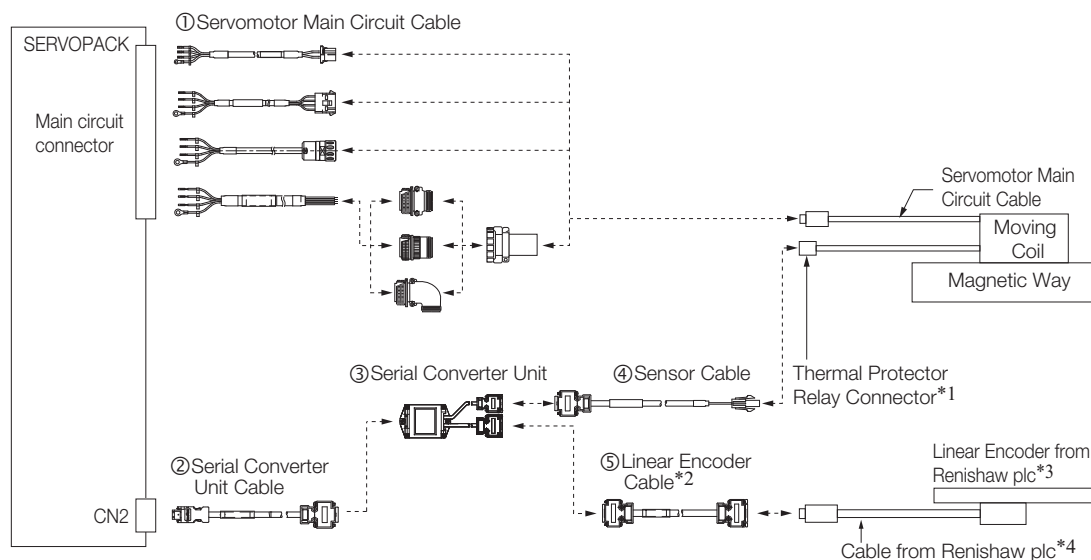 ①Servomotor Main Circuit Cable
SERVOPACK
Main circuit
connector
Servomotor Main
Circuit Cable
Moving
Coil
Magnetic Way
③Serial Converter Unit
④Sensor Cable
Thermal Protector
Relay Connector*1
②Serial Converter
Unit Cable
⑤Linear Encoder
Cable*2
Linear Encoder from
Renishaw plc*3
CN2
Cable from Renishaw plc*4